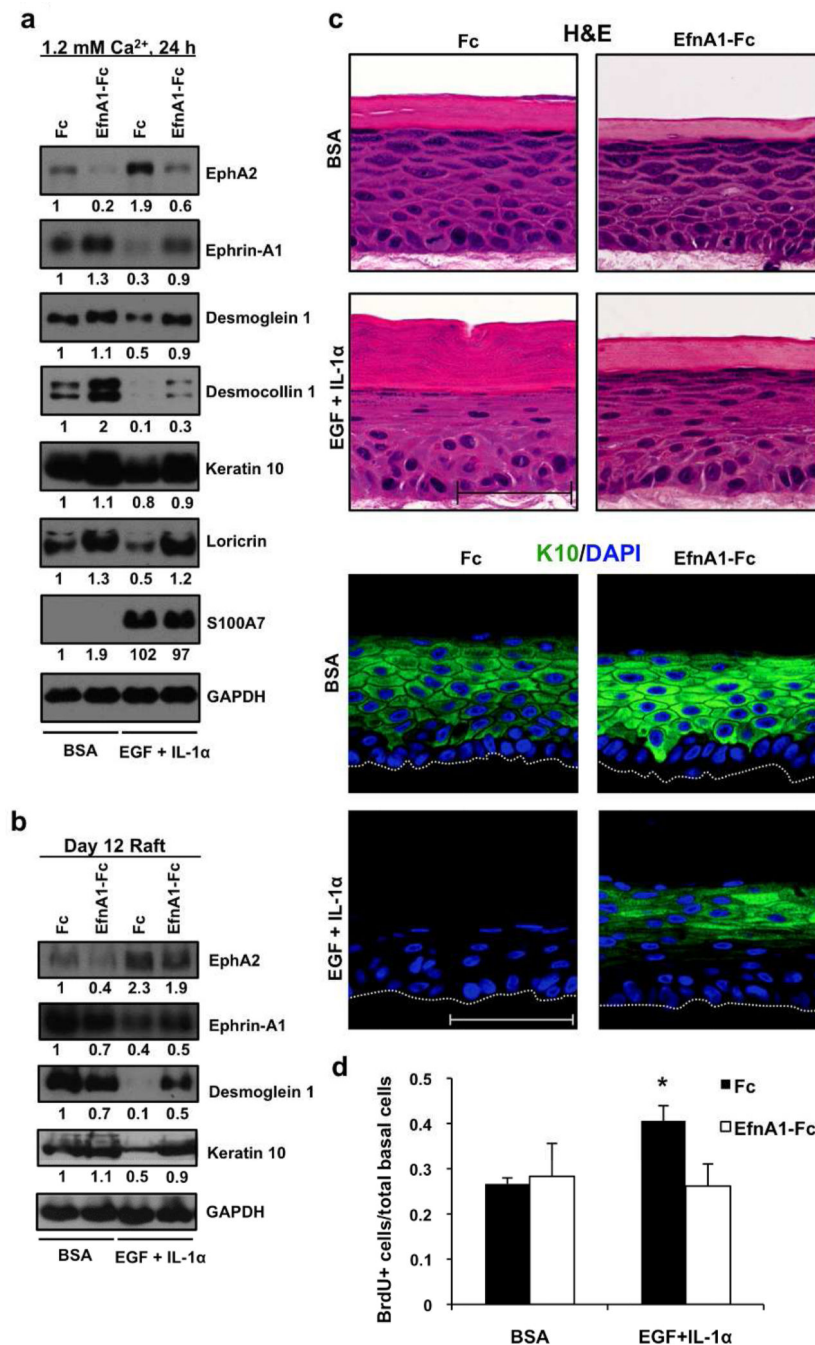 a
1.2 mM Ca²⁺, 24 h
Fc
EfnA1-Fc
Fc
EfnA1-Fc
EphA2
1 0.2 1.9 0.6
Ephrin-A1
1 1.3 0.3 0.9
Desmoglein 1
1 1.1 0.5 0.9
Desmocollin 1
1 2 0.1 0.3
Keratin 10
1 1.1 0.8 0.9
Loricrin
1 1.3 0.5 1.2
S100A7
1 1.9 102 97
GAPDH
BSA EGF + IL-1α
b
Day 12 Raft
Fc
EfnA1-Fc
Fc
EfnA1-Fc
EphA2
1 0.4 2.3 1.9
Ephrin-A1
1 0.7 0.4 0.5
Desmoglein 1
1 0.7 0.1 0.5
Keratin 10
1 1.1 0.5 0.9
GAPDH
BSA EGF + IL-1α
c
H&E
Fc EfnA1-Fc
BSA
EGF + IL-1α
K10/DAPI
Fc EfnA1-Fc
BSA
EGF + IL-1α
d
BrdU+ cells/total basal cells
0.5
0.4
0.3
0.2
0.1
0
*
Fc
EfnA1-Fc
BSA EGF+IL-1α